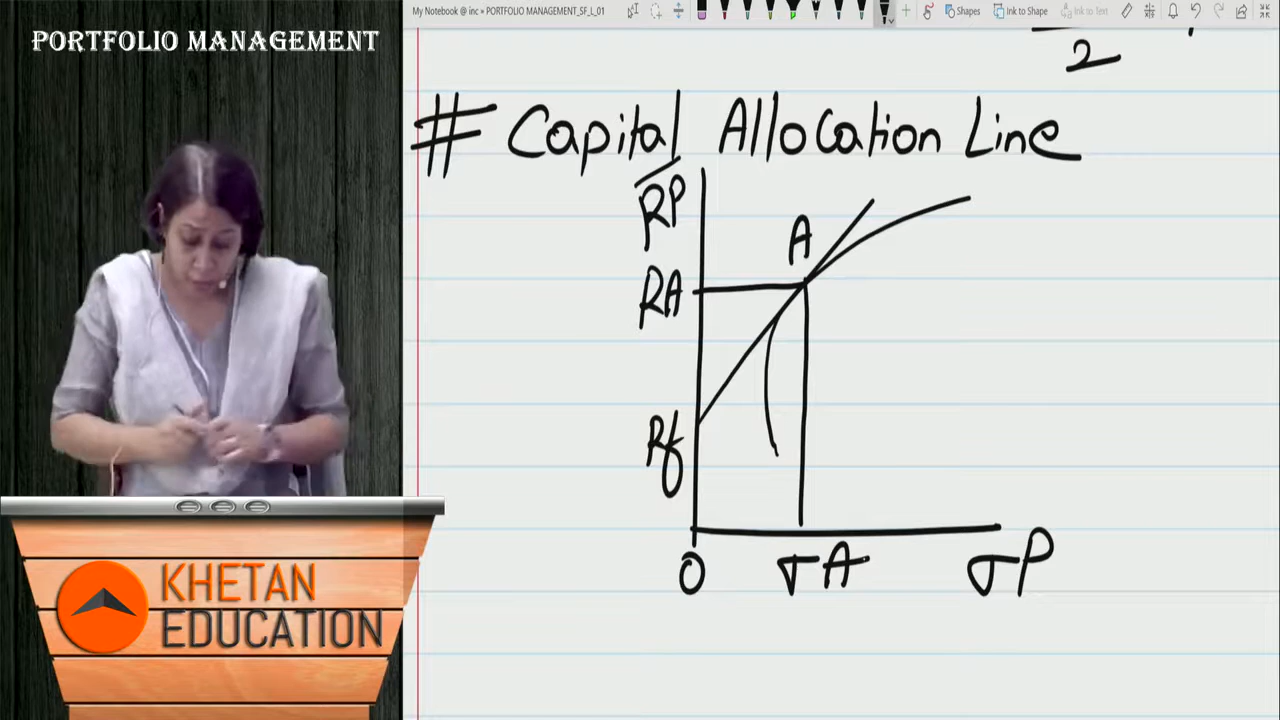 PORTFOLIO MANAGEMENT
My Notebook @ inc » PORTFOLIO MANAGEMENT_SF_L_01
Shapes
Ink to Shape
Ink to Text
2
# Capital Allocation Line
RP
A
RA
Rf
0
σA
σP
KHETAN
EDUCATION